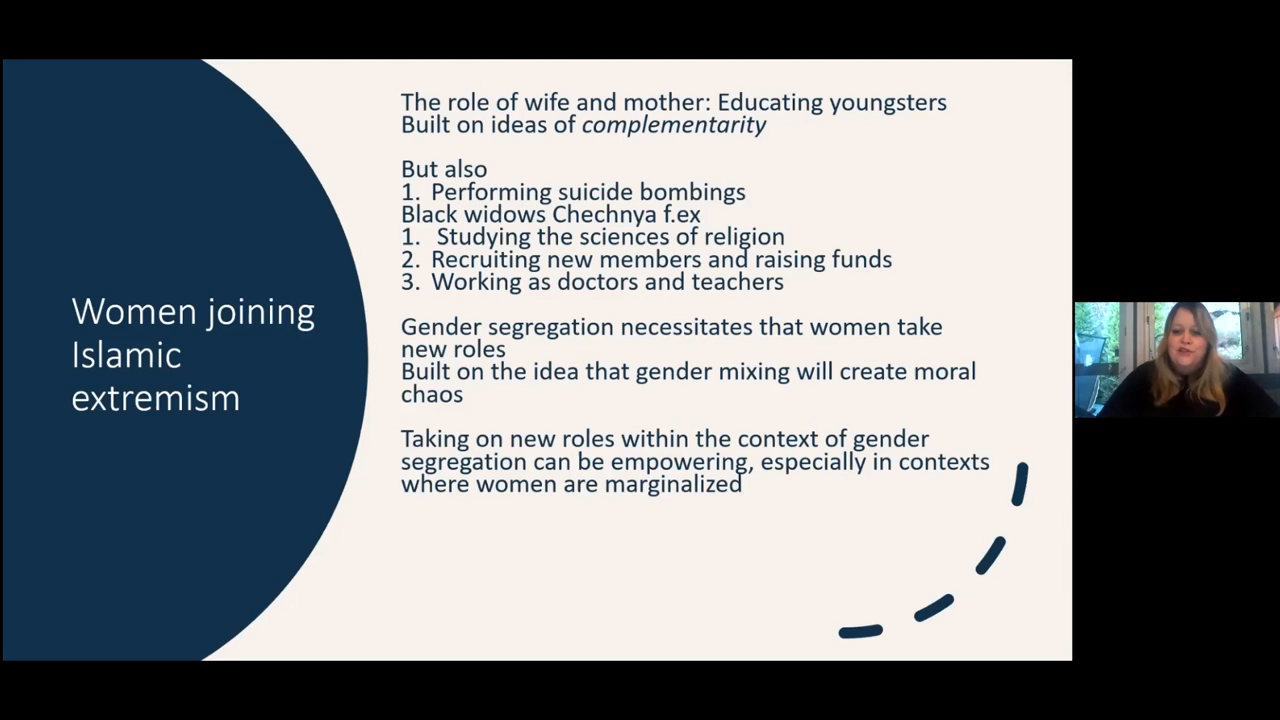 Women joining
Islamic
extremism
The role of wife and mother: Educating youngsters
Built on ideas of complementarity
But also
1. Performing suicide bombings
Black widows Chechnya f.ex
1. Studying the sciences of religion
2. Recruiting new members and raising funds
3. Working as doctors and teachers
Gender segregation necessitates that women take
new roles
Built on the idea that gender mixing will create moral
chaos
Taking on new roles within the context of gender
segregation can be empowering, especially in contexts
where women are marginalized